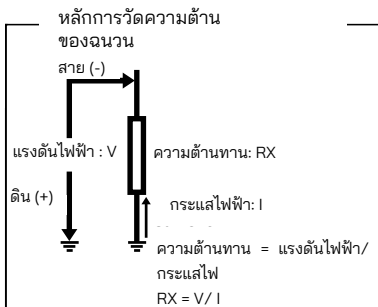 หลักการวัดความต้าน
ของฉนวน
สาย (-)
แรงดันไฟฟ้า : V
ความต้านทาน: RX
ดิน (+)
กระแสไฟฟ้า: I
ความต้านทาน = แรงดันไฟฟ้า/
กระแสไฟ
RX = V/ I